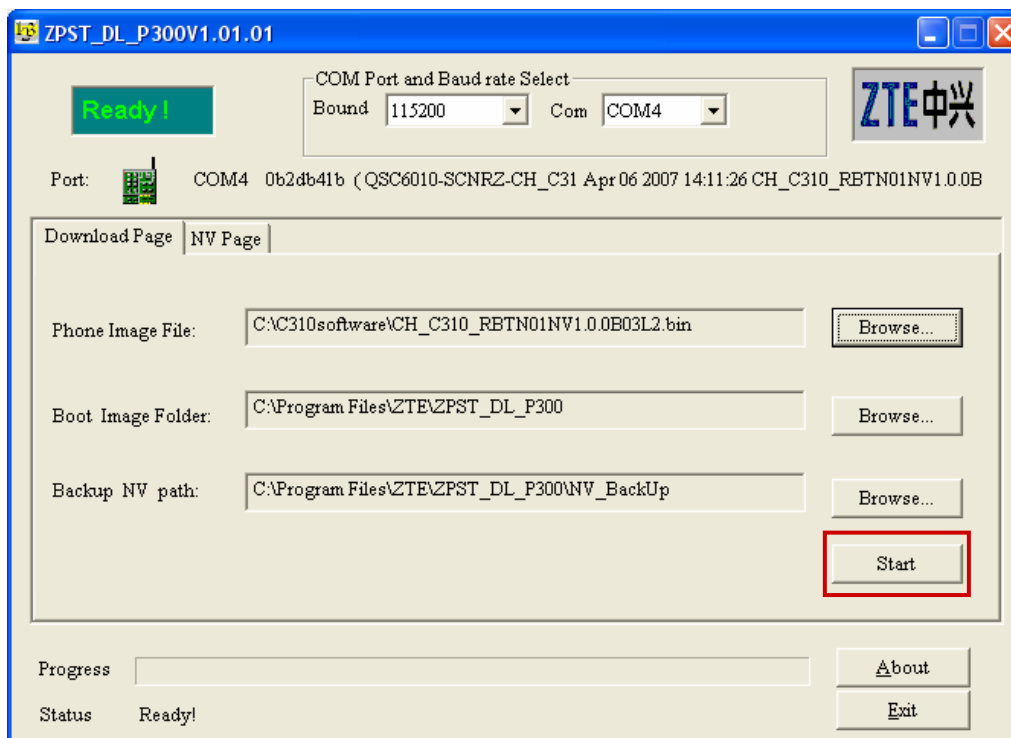 ZPST_DL_P300V1.01.01
Ready!
COM Port and Baud rate Select
Bound 115200 Com COM4
ZTE中兴
Port: COM4 0b2db41b (QSC6010-SCNRZ-CH_C31 Apr 06 2007 14:11:26 CH_C310_RBTN01NV1.0.0B
Download Page NV Page
Phone Image File: C:\C310software\CH_C310_RBTN01NV1.0.0B03L2.bin Browse...
Boot Image Folder: C:\Program Files\ZTE\ZPST_DL_P300 Browse...
Backup NV path: C:\Program Files\ZTE\ZPST_DL_P300\NV_BackUp Browse...
Start
Progress About
Status Ready! Exit